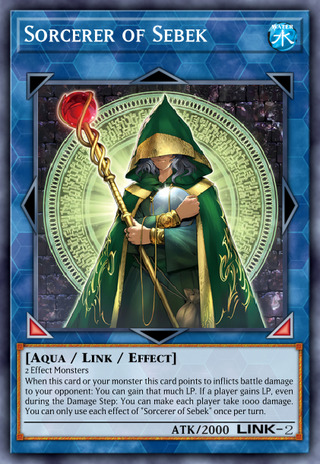 Sorcerer of Sebek
WATER
水
[Aqua / Link / Effect]
2 Effect Monsters
When this card or your monster this card points to inflicts battle damage
to your opponent: You can gain that much LP. If a player gains LP, even
during the Damage Step: You can make each player take 1000 damage.
You can only use each effect of "Sorcerer of Sebek" once per turn.
ATK/2000 LINK-2